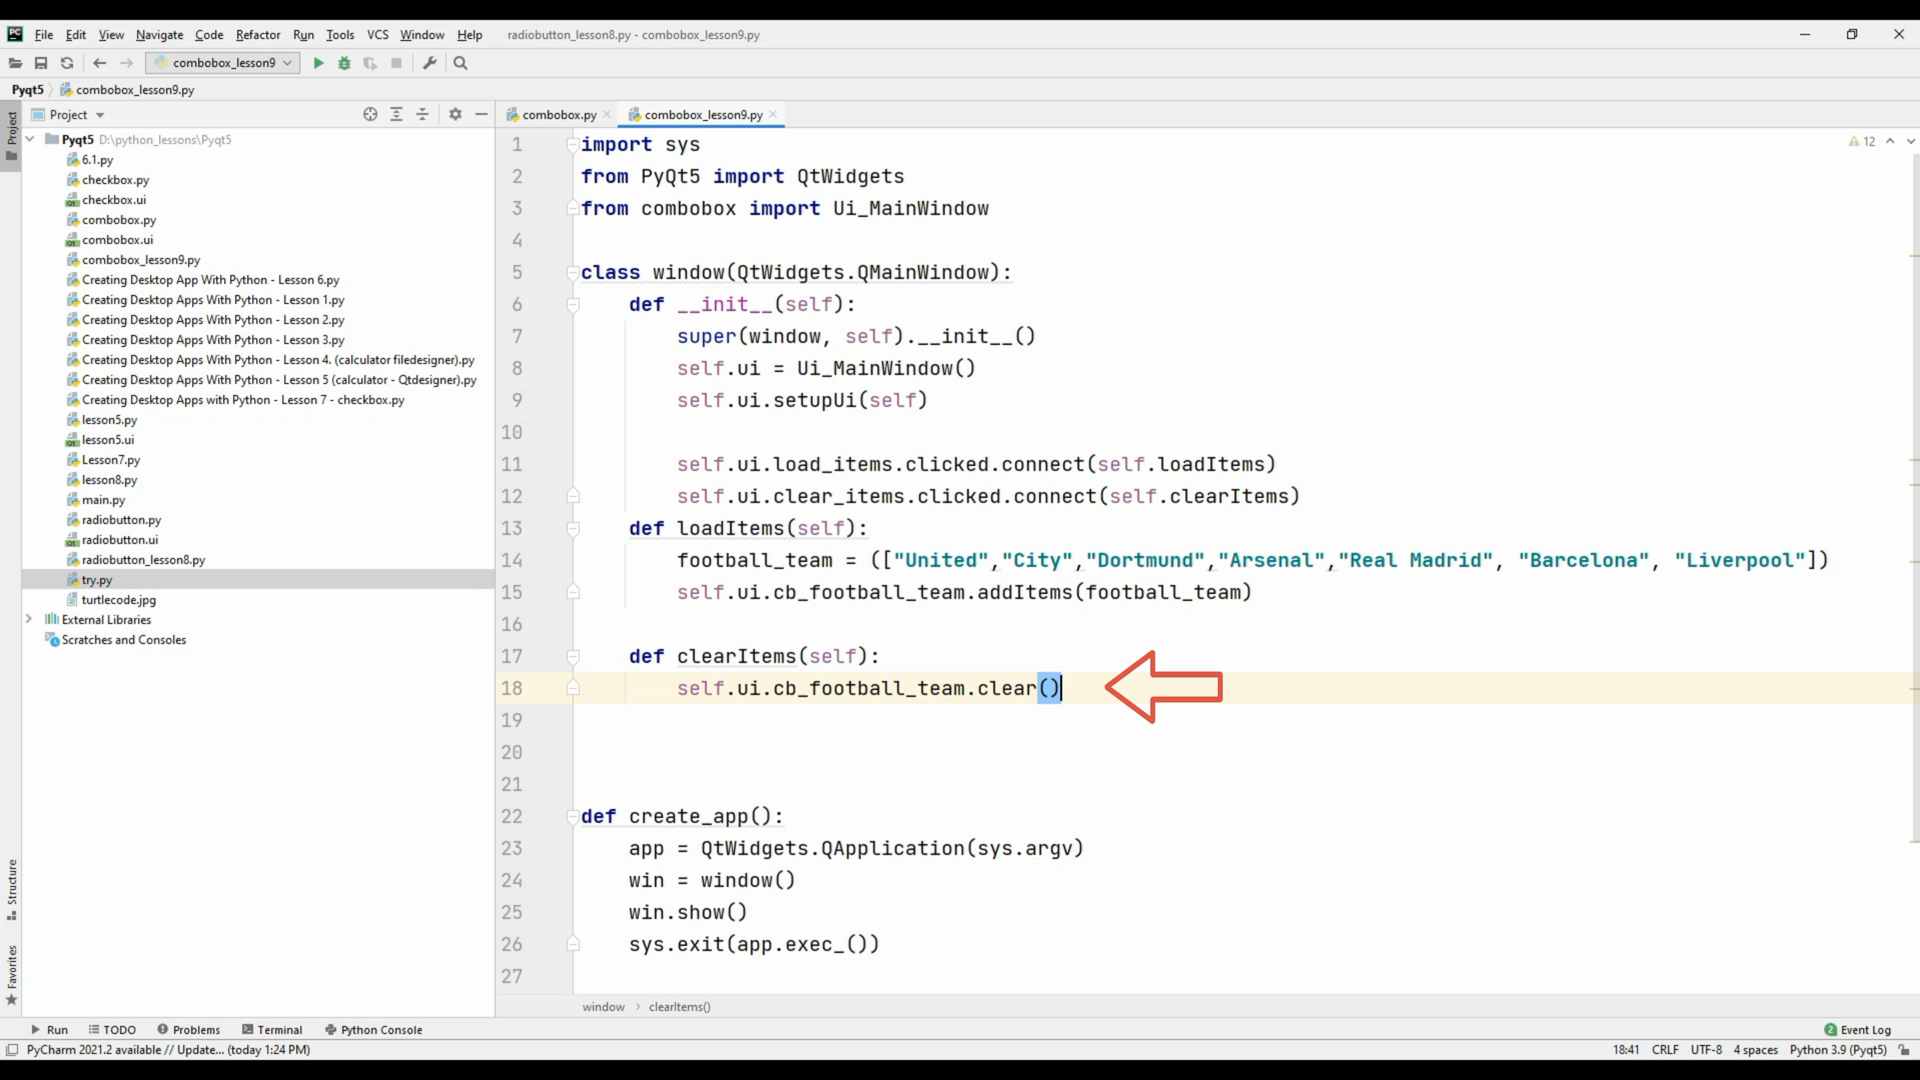 PC File Edit View Navigate Code Refactor Run Tools VCS Window Help radiobutton_lesson8.py - combobox_lesson9.py
combobox_lesson9
Pyqt5 combobox_lesson9.py
Project
Project
Pyqt5 D:\python_lessons\Pyqt5
6.1.py
checkbox.py
checkbox.ui
combobox.py
combobox.ui
combobox_lesson9.py
Creating Desktop App With Python - Lesson 6.py
Creating Desktop Apps With Python - Lesson 1.py
Creating Desktop Apps With Python - Lesson 2.py
Creating Desktop Apps With Python - Lesson 3.py
Creating Desktop Apps With Python - Lesson 4. (calculator filedesigner).py
Creating Desktop Apps With Python - Lesson 5 (calculator - Qtdesigner).py
Creating Desktop Apps with Python - Lesson 7 - checkbox.py
lesson5.py
lesson5.ui
Lesson7.py
lesson8.py
main.py
radiobutton.py
radiobutton.ui
radiobutton_lesson8.py
try.py
turtlecode.jpg
External Libraries
Scratches and Consoles
Structure
Favorites
combobox.py combobox_lesson9.py
12
1 import sys
2 from PyQt5 import QtWidgets
3 from combobox import Ui_MainWindow
4
5 class window(QtWidgets.QMainWindow):
6 def __init__(self):
7 super(window, self).__init__()
8 self.ui = Ui_MainWindow()
9 self.ui.setupUi(self)
10
11 self.ui.load_items.clicked.connect(self.loadItems)
12 self.ui.clear_items.clicked.connect(self.clearItems)
13 def loadItems(self):
14 football_team = (["United","City","Dortmund","Arsenal","Real Madrid", "Barcelona", "Liverpool"])
15 self.ui.cb_football_team.addItems(football_team)
16
17 def clearItems(self):
18 self.ui.cb_football_team.clear()
19
20
21
22 def create_app():
23 app = QtWidgets.QApplication(sys.argv)
24 win = window()
25 win.show()
26 sys.exit(app.exec_())
27
window › clearItems()
Run TODO Problems Terminal Python Console 2 Event Log
PyCharm 2021.2 available // Update... (today 1:24 PM) 18:41 CRLF UTF-8 4 spaces Python 3.9 (Pyqt5)